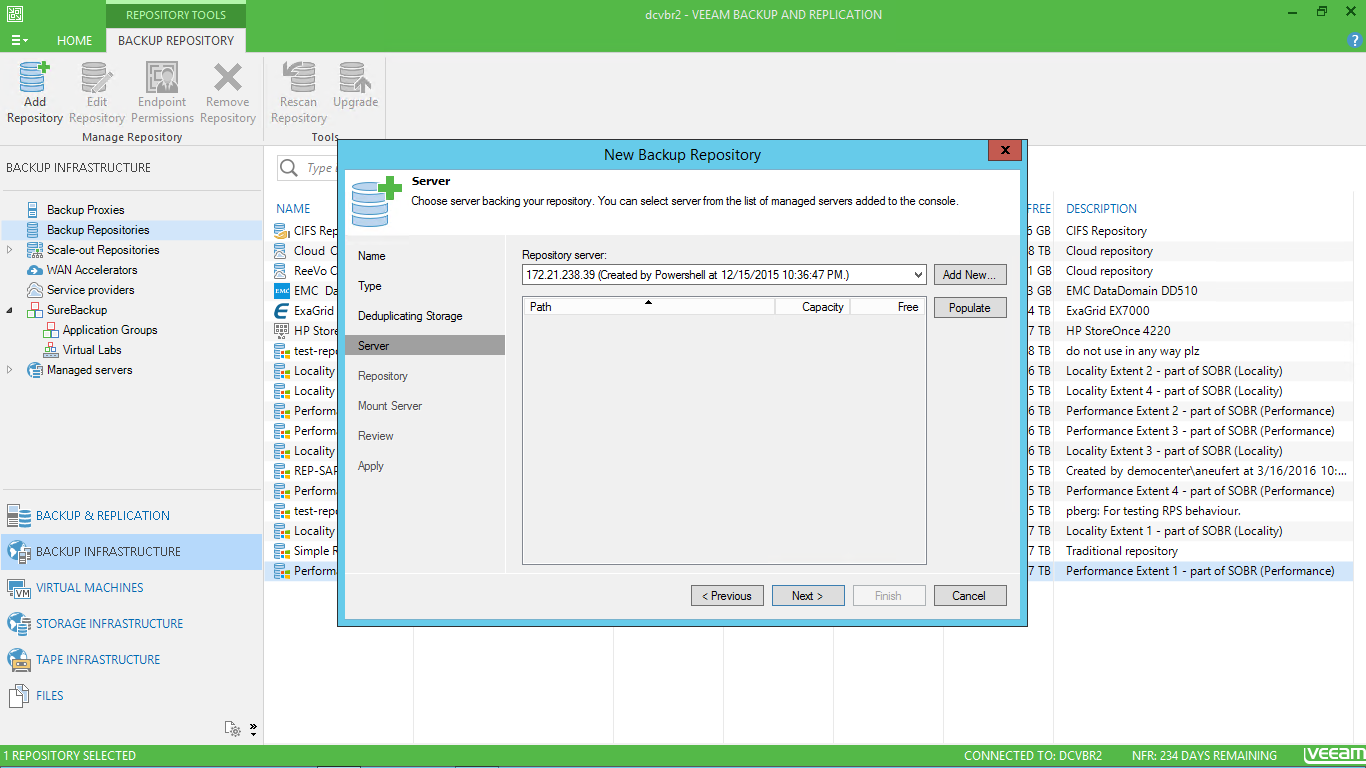 REPOSITORY TOOLS
dcvbr2 - VEEAM BACKUP AND REPLICATION
HOME
BACKUP REPOSITORY
Add Repository
Edit Repository
Endpoint Permissions
Remove Repository
Rescan Repository
Upgrade
Manage Repository
Tools
BACKUP INFRASTRUCTURE
Backup Proxies
Backup Repositories
Scale-out Repositories
WAN Accelerators
Service providers
SureBackup
Application Groups
Virtual Labs
Managed servers
BACKUP & REPLICATION
BACKUP INFRASTRUCTURE
VIRTUAL MACHINES
STORAGE INFRASTRUCTURE
TAPE INFRASTRUCTURE
FILES
Type
NAME
FREE
DESCRIPTION
CIFS Rep
6 GB
CIFS Repository
Cloud C
8 TB
Cloud repository
ReeVo C
1 GB
Cloud repository
EMC
EMC Da
3 GB
EMC DataDomain DD510
ExaGrid
4 TB
ExaGrid EX7000
HP Store
7 TB
HP StoreOnce 4220
test-repo
8 TB
do not use in any way plz
Locality
6 TB
Locality Extent 2 - part of SOBR (Locality)
Locality
5 TB
Locality Extent 4 - part of SOBR (Locality)
Performa
6 TB
Performance Extent 2 - part of SOBR (Performance)
Performa
6 TB
Performance Extent 3 - part of SOBR (Performance)
Locality
6 TB
Locality Extent 3 - part of SOBR (Locality)
REP-SAP
5 TB
Created by democenter\aneufert at 3/16/2016 10:...
Performa
5 TB
Performance Extent 4 - part of SOBR (Performance)
test-repo
5 TB
pberg: For testing RPS behaviour.
Locality
7 TB
Locality Extent 1 - part of SOBR (Locality)
Simple R
7 TB
Traditional repository
Performa
7 TB
Performance Extent 1 - part of SOBR (Performance)
New Backup Repository
x
Server
Choose server backing your repository. You can select server from the list of managed servers added to the console.
Name
Type
Deduplicating Storage
Server
Repository
Mount Server
Review
Apply
Repository server:
172.21.238.39 (Created by Powershell at 12/15/2015 10:36:47 PM.)
Add New...
Path
Capacity
Free
Populate
< Previous
Next >
Finish
Cancel
1 REPOSITORY SELECTED
CONNECTED TO: DCVBR2
NFR: 234 DAYS REMAINING
veeam